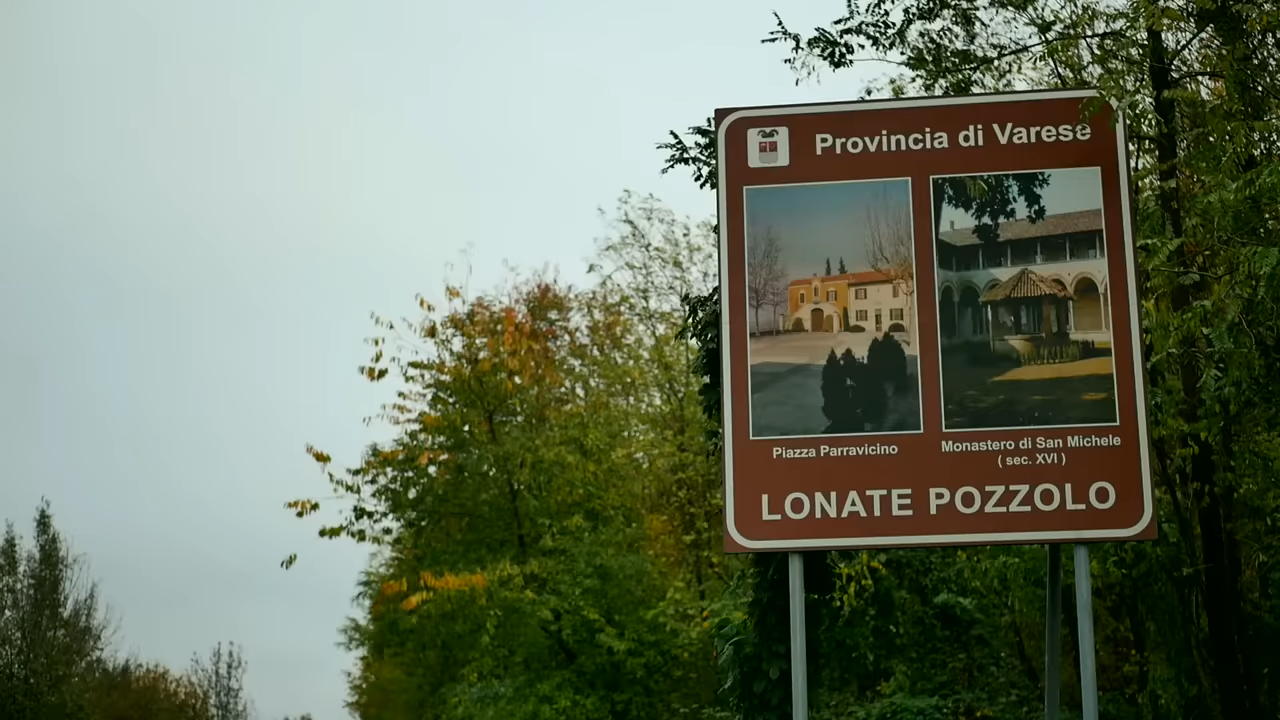 Provincia di Varese
Piazza Parravicino
Monastero di San Michele
( sec. XVI )
LONATE POZZOLO